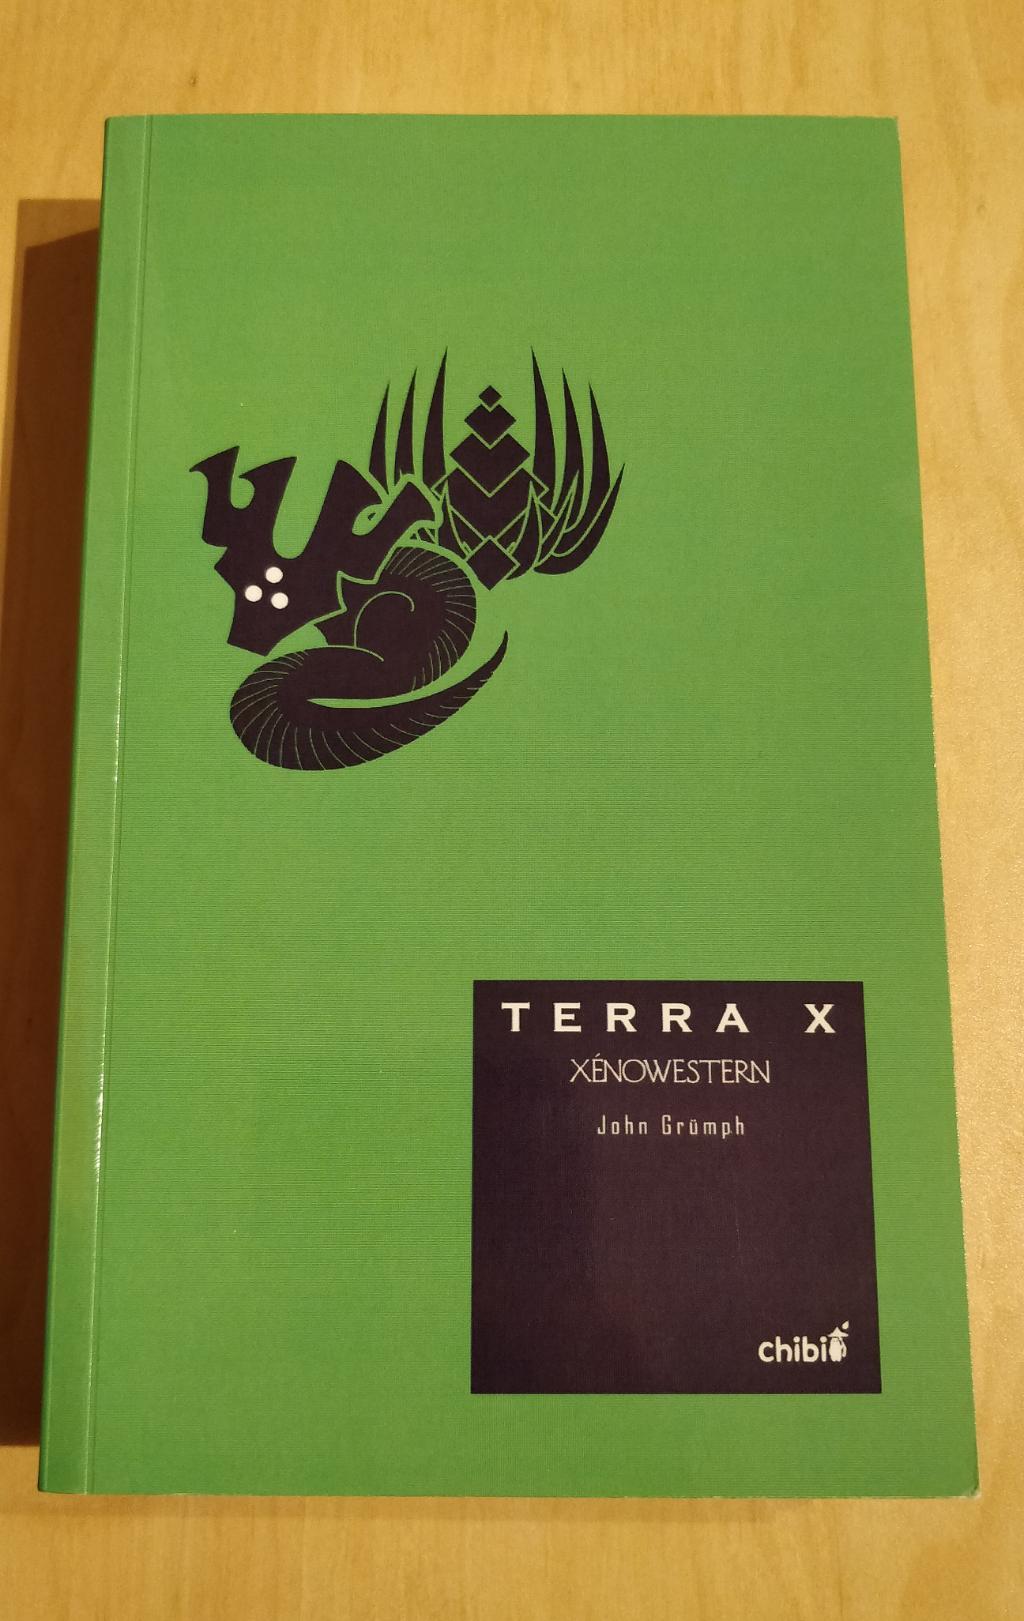 TERRA X
XÉNOWESTERN
John Grümph
chibi